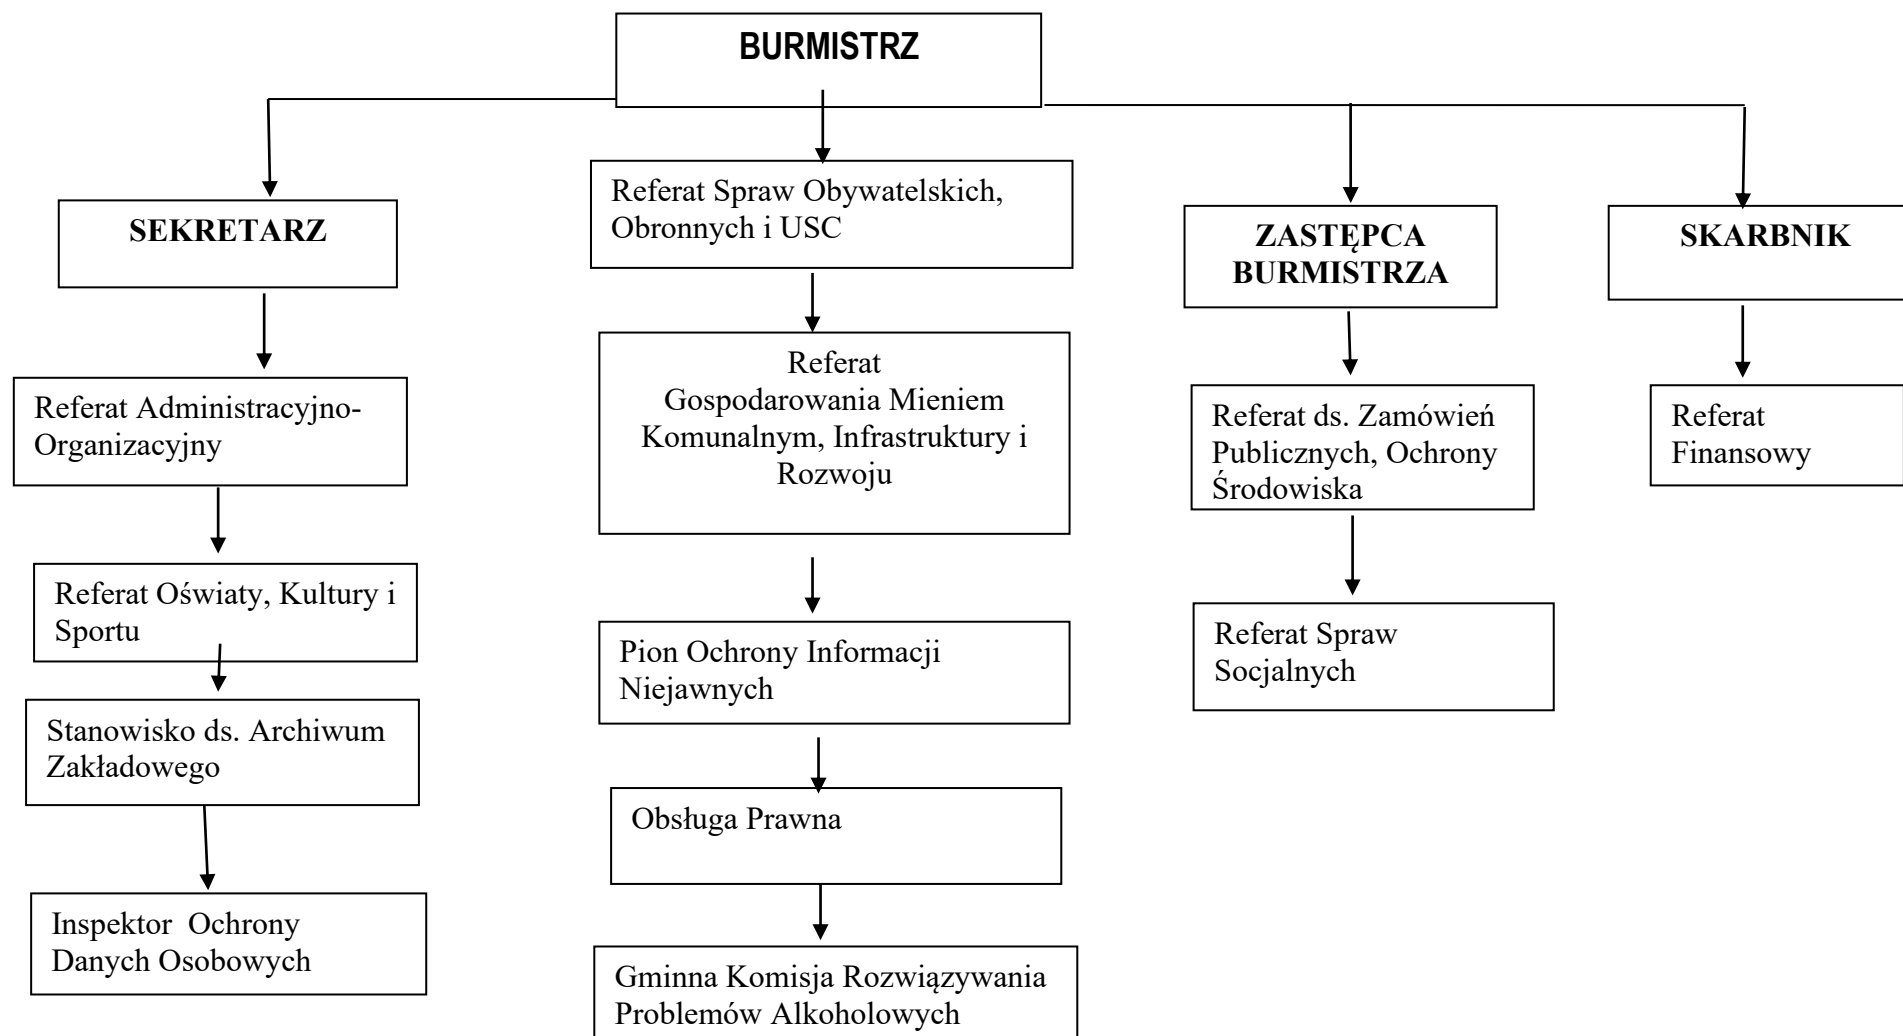 BURMISTRZ
SEKRETARZ
Referat Administracyjno-
Organizacyjny
Referat Oświaty, Kultury i
Sportu
Stanowisko ds. Archiwum
Zakładowego
Inspektor  Ochrony
Danych Osobowych
Referat Spraw Obywatelskich,
Obronnych i USC
Referat
Gospodarowania Mieniem
Komunalnym, Infrastruktury i
Rozwoju
Pion Ochrony Informacji
Niejawnych
Obsługa Prawna
Gminna Komisja Rozwiązywania
Problemów Alkoholowych
ZASTĘPCA
BURMISTRZA
Referat ds. Zamówień
Publicznych, Ochrony
Środowiska
Referat Spraw
Socjalnych
SKARBNIK
Referat
Finansowy